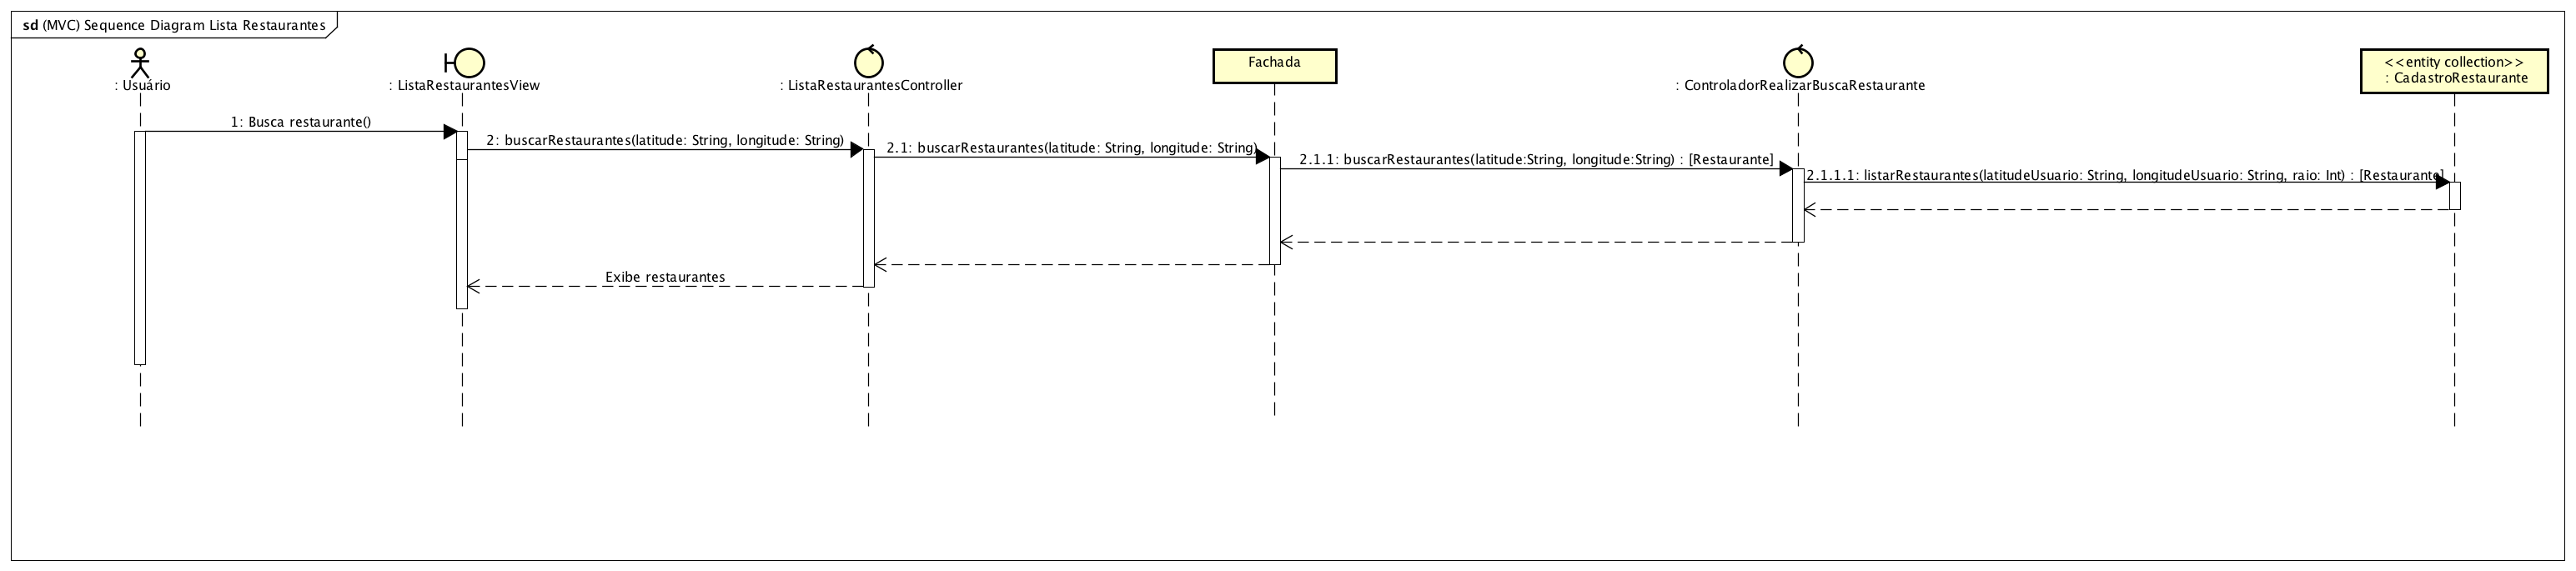 sd (MVC) Sequence Diagram Lista Restaurantes
: Usuário
: ListaRestaurantesView
: ListaRestaurantesController
Fachada
: ControladorRealizarBuscaRestaurante
<<entity collection>>
: CadastroRestaurante
1: Busca restaurante()
2: buscarRestaurantes(latitude: String, longitude: String)
2.1: buscarRestaurantes(latitude: String, longitude: String)
2.1.1: buscarRestaurantes(latitude:String, longitude:String) : [Restaurante]
2.1.1.1: listarRestaurantes(latitudeUsuario: String, longitudeUsuario: String, raio: Int) : [Restaurante]
Exibe restaurantes